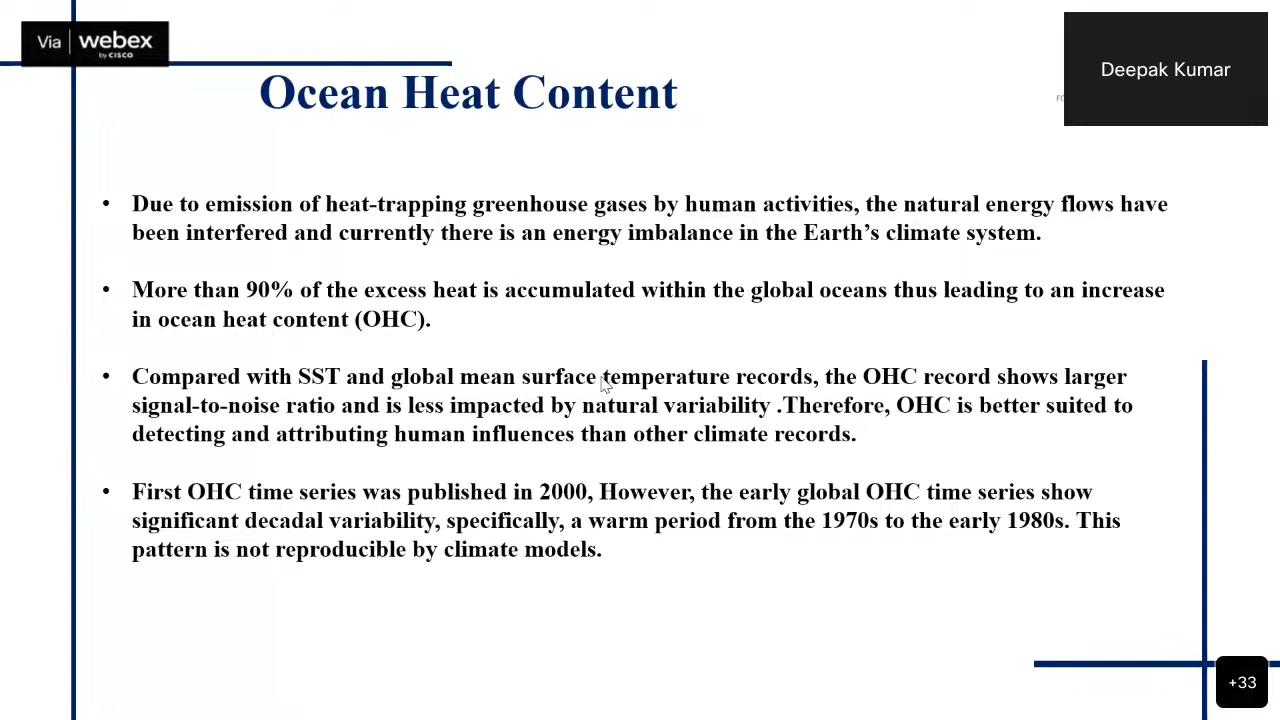 Via webex
by CISCO
Deepak Kumar
Ocean Heat Content
• Due to emission of heat-trapping greenhouse gases by human activities, the natural energy flows have
been interfered and currently there is an energy imbalance in the Earth’s climate system.
• More than 90% of the excess heat is accumulated within the global oceans thus leading to an increase
in ocean heat content (OHC).
• Compared with SST and global mean surface temperature records, the OHC record shows larger
signal-to-noise ratio and is less impacted by natural variability .Therefore, OHC is better suited to
detecting and attributing human influences than other climate records.
• First OHC time series was published in 2000, However, the early global OHC time series show
significant decadal variability, specifically, a warm period from the 1970s to the early 1980s. This
pattern is not reproducible by climate models.
+33